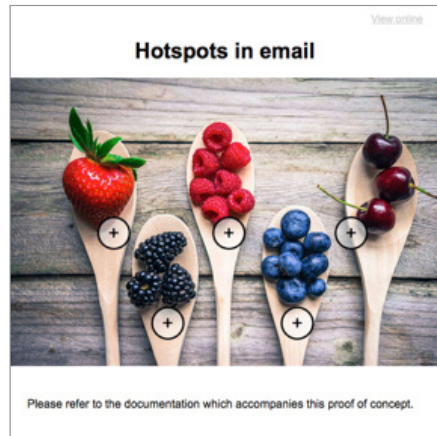 View online
Hotspots in email
+
+
+
+
+
Please refer to the documentation which accompanies this proof of concept.